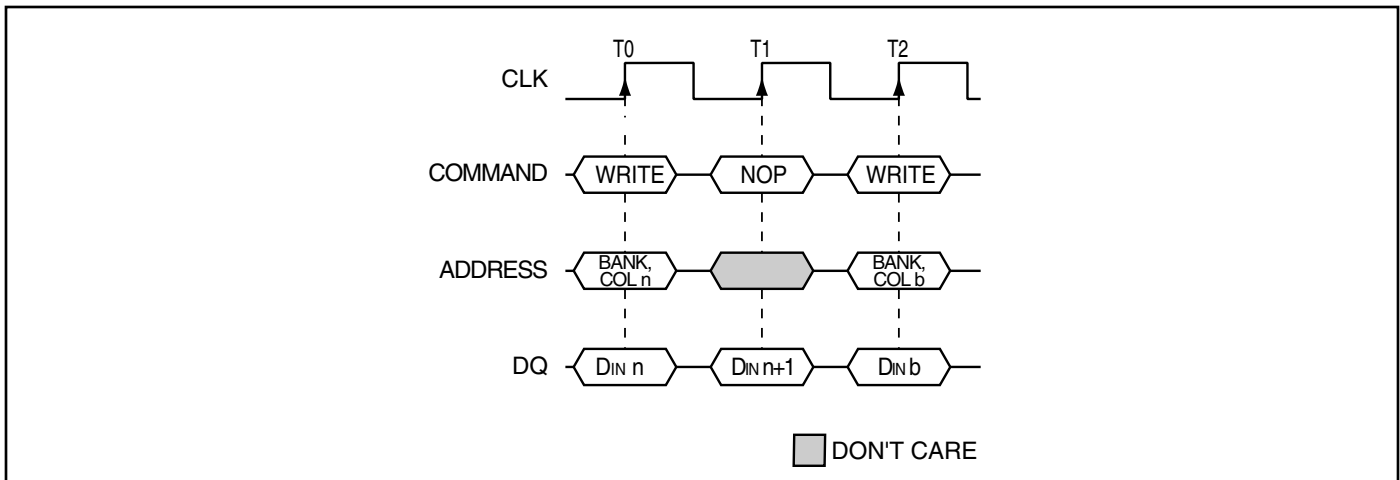 T0 T1 T2
CLK
COMMAND WRITE NOP WRITE
ADDRESS BANK, COL n BANK, COL b
DQ DIN n DIN n+1 DIN b
DON'T CARE